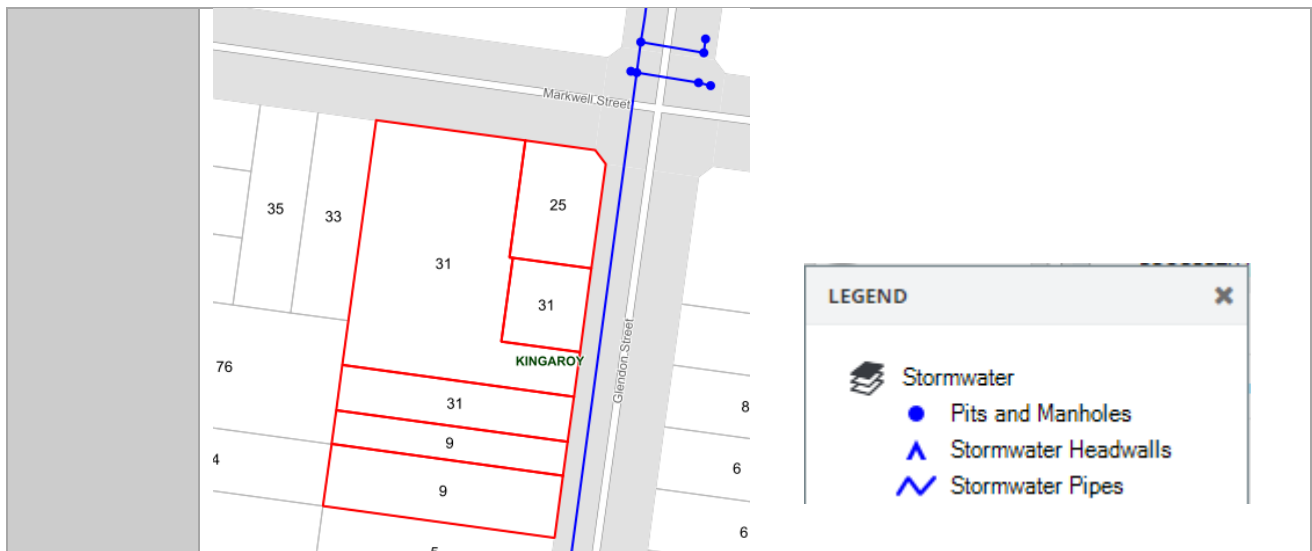 Markwell Street
35
33
31
25
31
KINGAROY
Glendon Street
76
31
8
9
4
9
6
6
LEGEND
Stormwater
Pits and Manholes
Stormwater Headwalls
Stormwater Pipes